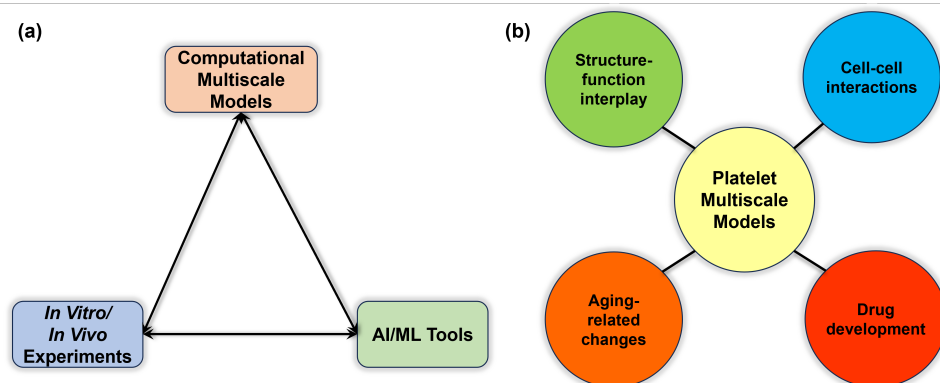 (a)
Computational
Multiscale
Models
In Vitro/
In Vivo
Experiments
AI/ML Tools
(b)
Structure-
function
interplay
Cell-cell
interactions
Platelet
Multiscale
Models
Aging-
related
changes
Drug
development